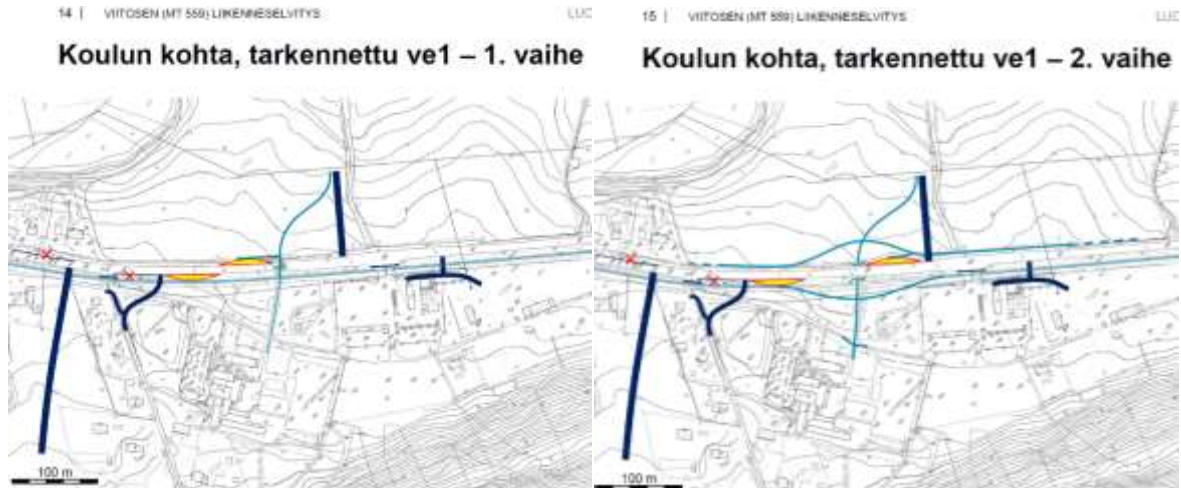 14 | VIITOSEN (MT 559) LIIKENNESELVITYS
Koulun kohta, tarkennettu ve1 – 1. vaihe
100 m
15 | VIITOSEN (MT 559) LIIKENNESELVITYS
Koulun kohta, tarkennettu ve1 – 2. vaihe
100 m